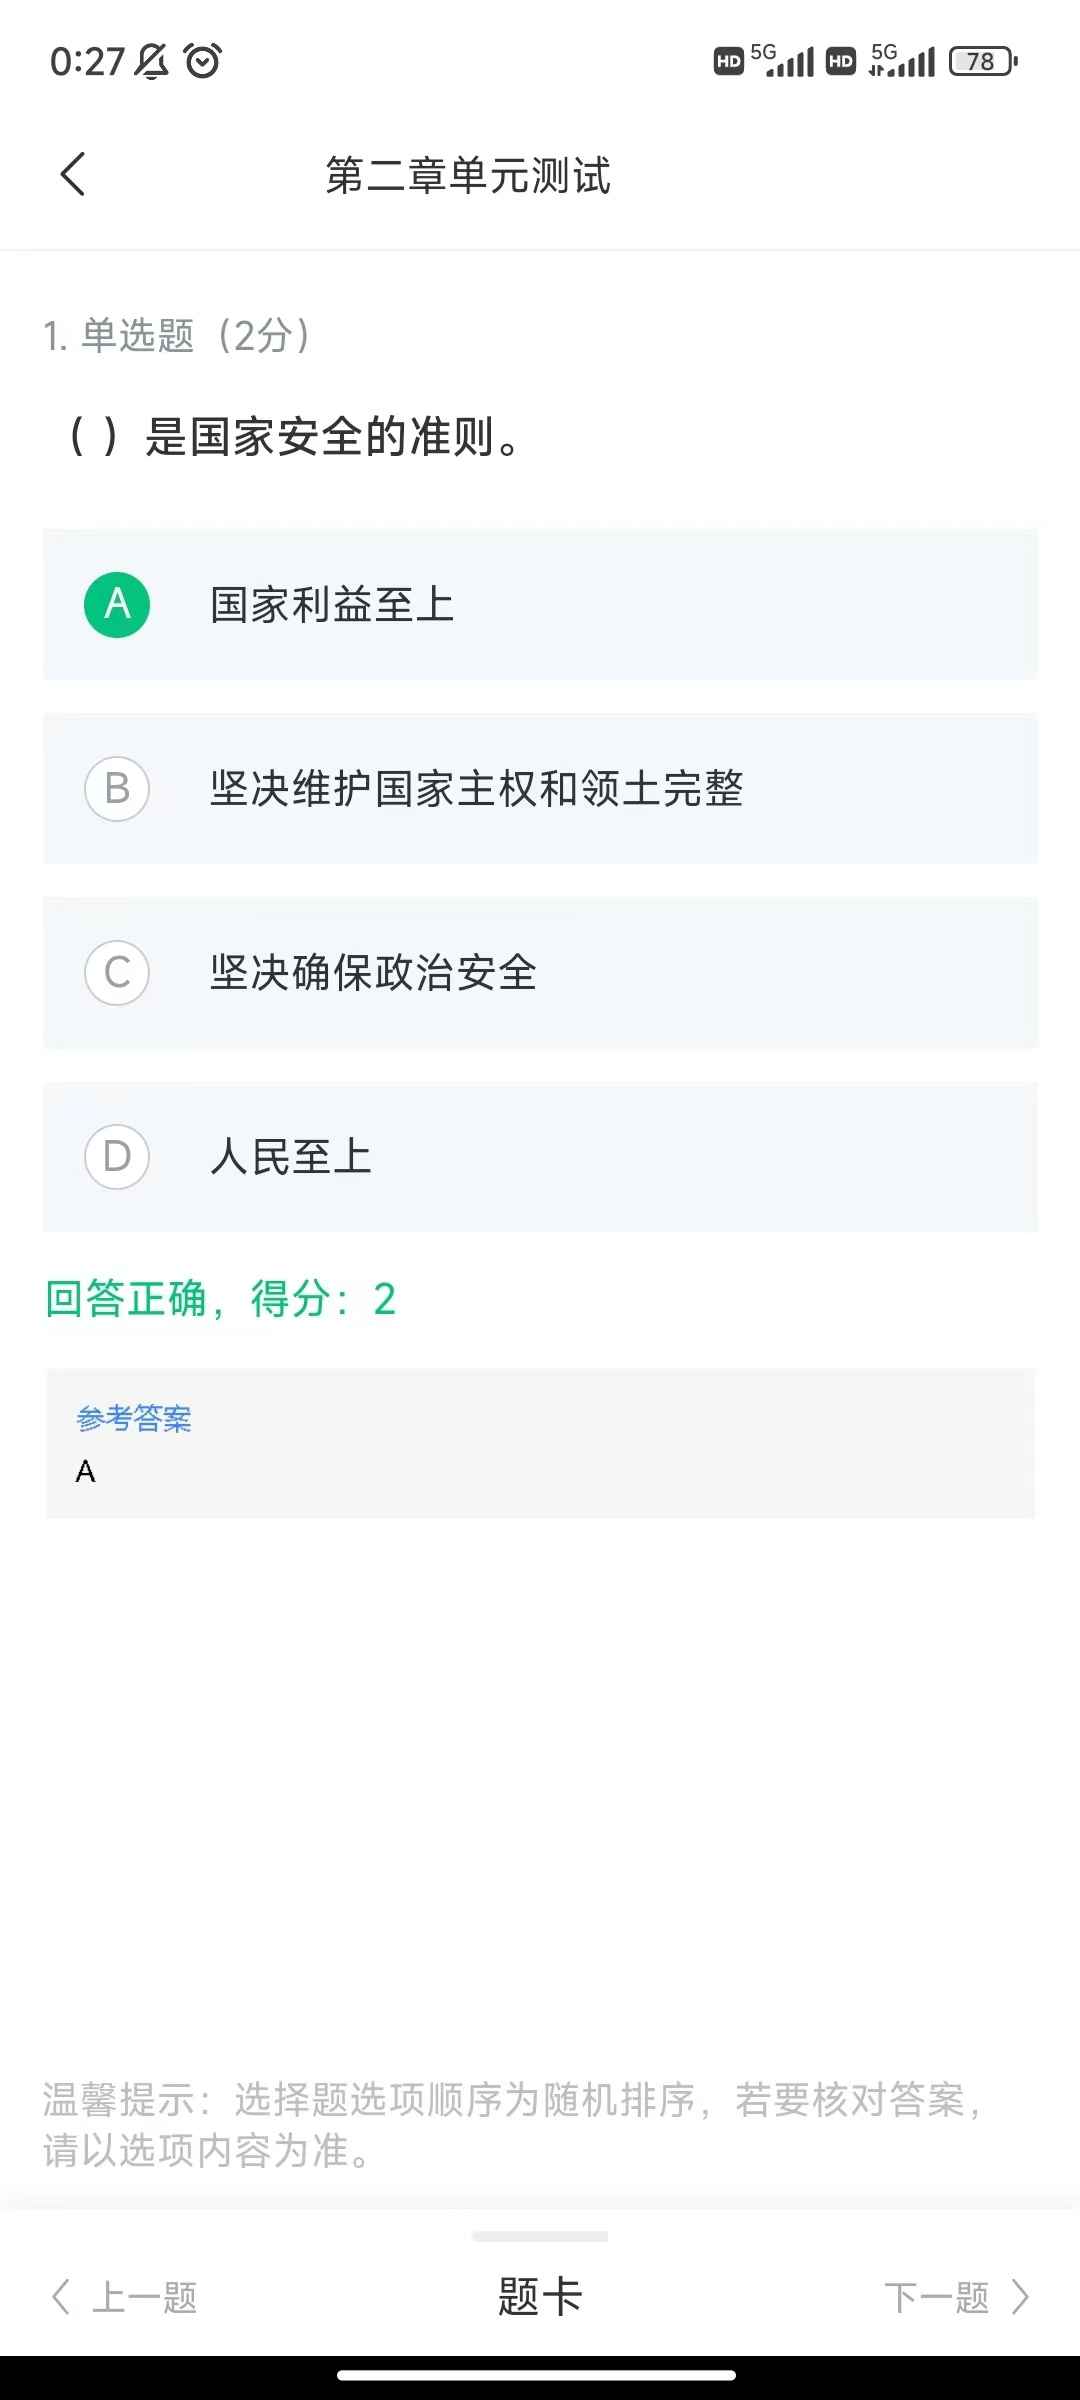 0:27 HD 5G HD 5G 78
第二章单元测试
1. 单选题（2分）
（ ）是国家安全的准则。
A 国家利益至上
B 坚决维护国家主权和领土完整
C 坚决确保政治安全
D 人民至上
回答正确，得分：2
参考答案
A
温馨提示：选择题选项顺序为随机排序，若要核对答案，
请以选项内容为准。
上一题 题卡 下一题